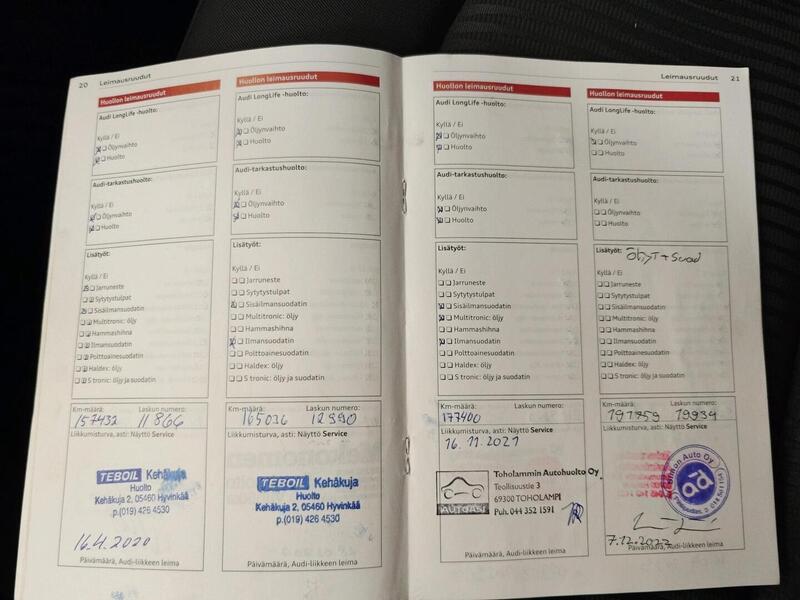 20 Leimausruudut
Huollon leimausruudut
Audi LongLife -huolto:
Kyllä / Ei
Öljynvaihto
Huolto
Audi-tarkastushuolto:
Kyllä / Ei
Öljynvaihto
Huolto
Lisätyöt:
Kyllä / Ei
Jarruneste
Sytytystulpat
Sisäilmansuodatin
Multitronic: öljy
Hammashihna
Ilmansuodatin
Polttoainesuodatin
Haldex: öljy
S tronic: öljy ja suodatin
Km-määrä: Laskun numero:
157432 11866
Liikkumisturva, asti: Näyttö Service
TEBOIL Kehäkuja
Huolto
Kehäkuja 2, 05460 Hyvinkää
p.(019) 426 4530
16.4.2020
Päivämäärä, Audi-liikkeen leima
Huollon leimausruudut
Audi LongLife -huolto:
Kyllä / Ei
Öljynvaihto
Huolto
Audi-tarkastushuolto:
Kyllä / Ei
Öljynvaihto
Huolto
Lisätyöt:
Kyllä / Ei
Jarruneste
Sytytystulpat
Sisäilmansuodatin
Multitronic: öljy
Hammashihna
Ilmansuodatin
Polttoainesuodatin
Haldex: öljy
S tronic: öljy ja suodatin
Km-määrä: Laskun numero:
165036 12990
Liikkumisturva, asti: Näyttö Service
TEBOIL Kehäkuja
Huolto
Kehäkuja 2, 05460 Hyvinkää
p.(019) 426 4530
Päivämäärä, Audi-liikkeen leima
Leimausruudut 21
Huollon leimausruudut
Audi LongLife -huolto:
Kyllä / Ei
Öljynvaihto
Huolto
Audi-tarkastushuolto:
Kyllä / Ei
Öljynvaihto
Huolto
Lisätyöt:
Kyllä / Ei
Jarruneste
Sytytystulpat
Sisäilmansuodatin
Multitronic: öljy
Hammashihna
Ilmansuodatin
Polttoainesuodatin
Haldex: öljy
S tronic: öljy ja suodatin
Km-määrä: Laskun numero:
177400
Liikkumisturva, asti: Näyttö Service
16.11.2021
Toholammin Autohuolto Oy
Teollisuustie 3
69300 TOHOLAMPI
Puh. 044 352 1591
AUTOASI
Päivämäärä, Audi-liikkeen leima
Huollon leimausruudut
Audi LongLife -huolto:
Kyllä / Ei
Öljynvaihto
Huolto
Audi-tarkastushuolto:
Kyllä / Ei
Öljynvaihto
Huolto
Lisätyöt: Öljyt + Suod
Kyllä / Ei
Jarruneste
Sytytystulpat
Sisäilmansuodatin
Multitronic: öljy
Hammashihna
Ilmansuodatin
Polttoainesuodatin
Haldex: öljy
S tronic: öljy ja suodatin
Km-määrä: Laskun numero:
191759 19934
Liikkumisturva, asti: Näyttö Service
Auto Oy
7.12.2022
Päivämäärä, Audi-liikkeen leima